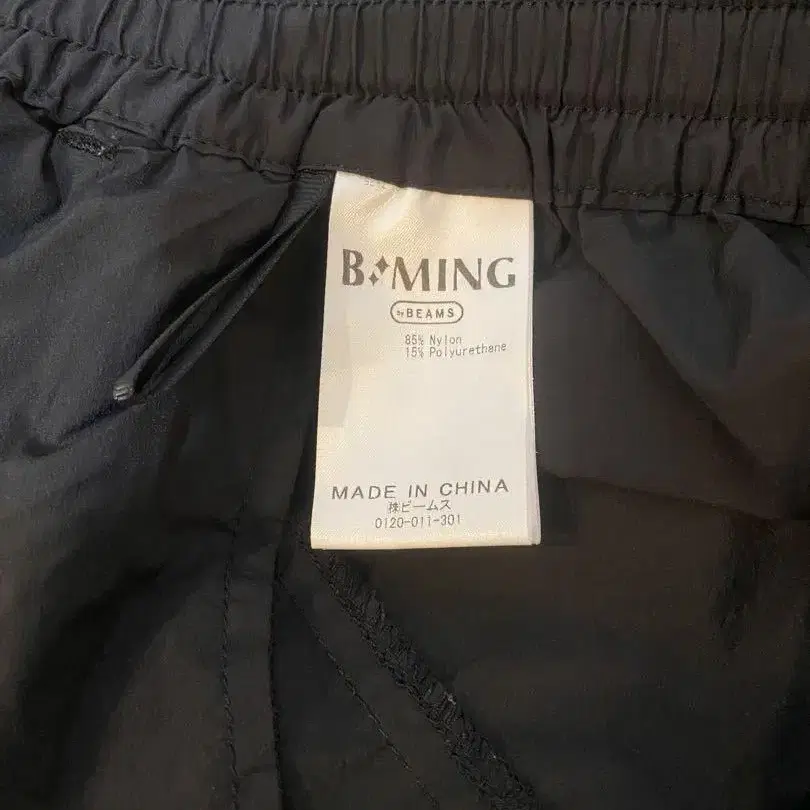 B MING
by BEAMS
85% Nylon
15% Polyurethane
MADE IN CHINA
㈱ビームス
0120-011-301